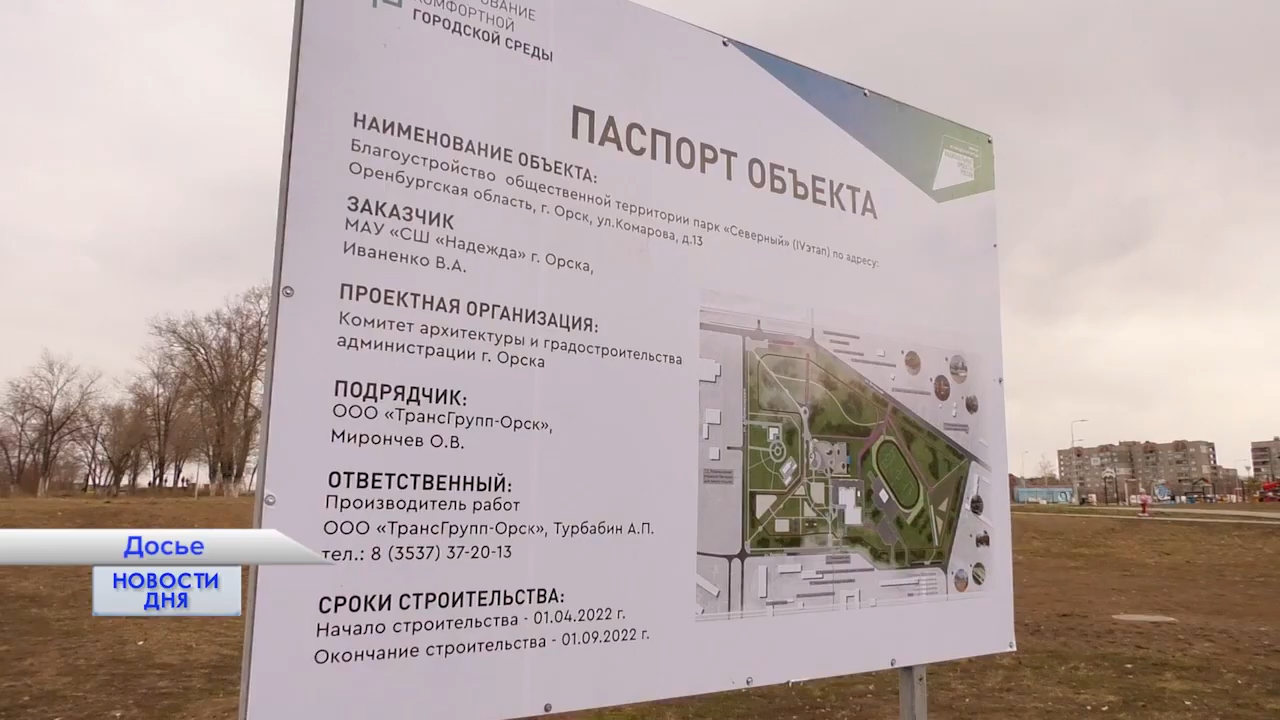 КОМФОРТНОЙ
ГОРОДСКОЙ СРЕДЫ
ПАСПОРТ ОБЪЕКТА
НАИМЕНОВАНИЕ ОБЪЕКТА:
Благоустройство общественной территории парк «Северный» (IVэтап) по адресу:
Оренбургская область, г. Орск, ул.Комарова, д.13
ЗАКАЗЧИК
МАУ «СШ «Надежда» г. Орска,
Иваненко В.А.
ПРОЕКТНАЯ ОРГАНИЗАЦИЯ:
Комитет архитектуры и градостроительства
администрации г. Орска
ПОДРЯДЧИК:
ООО «ТрансГрупп-Орск»,
Мирончев О.В.
ОТВЕТСТВЕННЫЙ:
Производитель работ
ООО «ТрансГрупп-Орск», Турбабин А.П.
тел.: 8 (3537) 37-20-13
СРОКИ СТРОИТЕЛЬСТВА:
Начало строительства - 01.04.2022 г.
Окончание строительства - 01.09.2022 г.
Досье
НОВОСТИ
ДНЯ